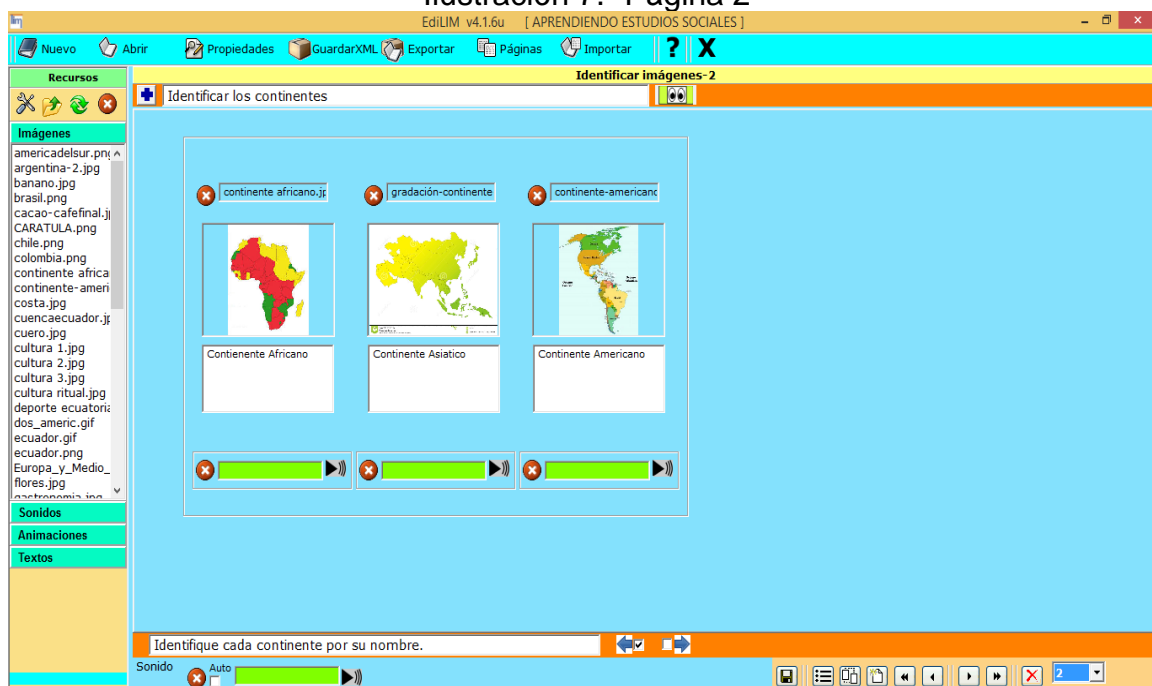 Ilustración 7: Página 2
EdiLIM v4.1.6u [ APRENDIENDO ESTUDIOS SOCIALES ]
Nuevo Abrir Propiedades GuardarXML Exportar Páginas Importar ? X
Recursos
Identificar imágenes-2
Identificar los continentes
Imágenes
americadelsur.png
argentina-2.jpg
banano.jpg
brasil.png
cacao-cafefinal.j
CARATULA.png
chile.png
colombia.png
continente africa
continente-ameri
costa.jpg
cuencaecuador.jp
cuero.jpg
cultura 1.jpg
cultura 2.jpg
cultura 3.jpg
cultura ritual.jpg
deporte ecuatoria
dos_americ.gif
ecuador.gif
ecuador.png
Europa_y_Medio_
flores.jpg
gastronomia.jpg
Sonidos
Animaciones
Textos
continente africano.jp gradación-continente continente-americano
Contienente Africano Continente Asiatico Continente Americano
Identifique cada continente por su nombre.
Sonido Auto
2